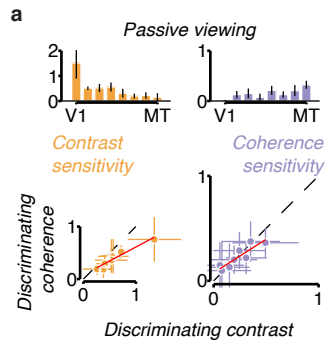 a
Passive viewing
2
1
0
V1 MT
1
0
V1 MT
Contrast
sensitivity
Coherence
sensitivity
Discriminating
coherence
1
0
0 1
1
0
0 1
Discriminating contrast